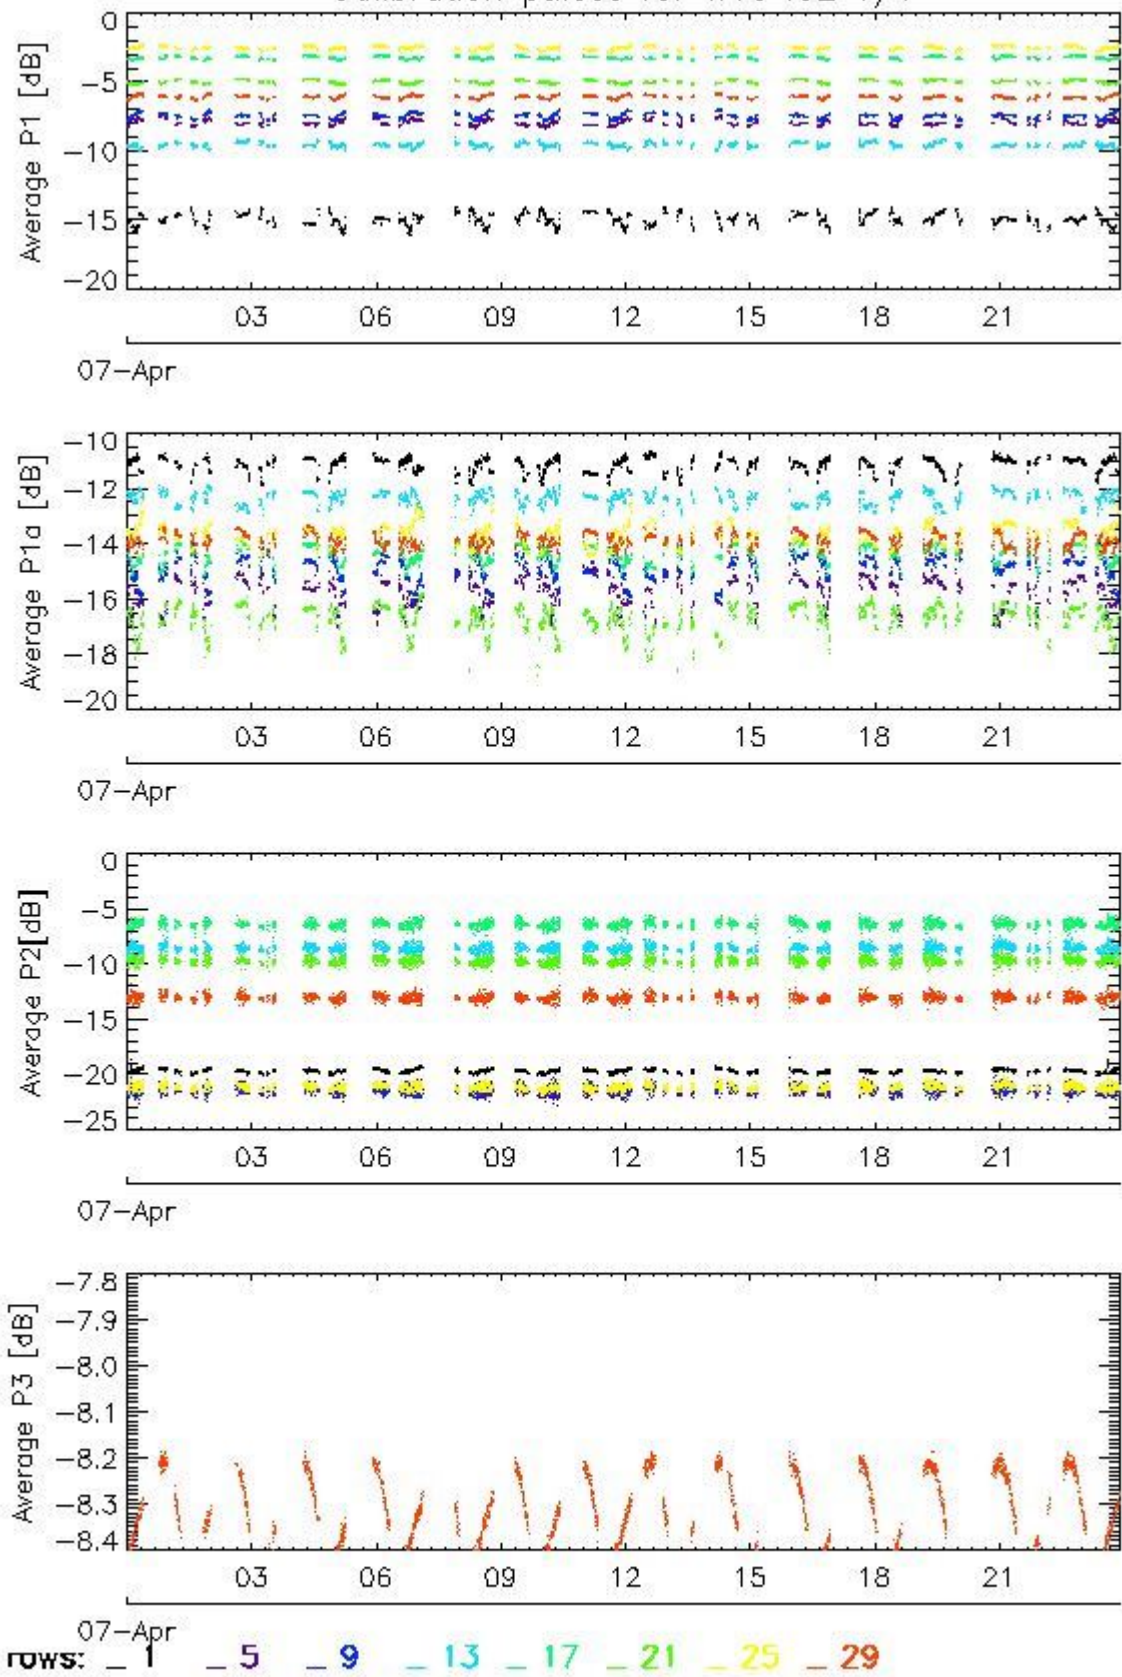 0
−5
−10
−15
−20
Average P1 [dB]
03 06 09 12 15 18 21
07−Apr
−10
−12
−14
−16
−18
−20
Average P1a [dB]
03 06 09 12 15 18 21
07−Apr
0
−5
−10
−15
−20
−25
Average P2[dB]
03 06 09 12 15 18 21
07−Apr
−7.8
−7.9
−8.0
−8.1
−8.2
−8.3
−8.4
Average P3 [dB]
03 06 09 12 15 18 21
07−Apr
rows: _ 1 _ 5 _ 9 _ 13 _ 17 _ 21 _ 25 _ 29